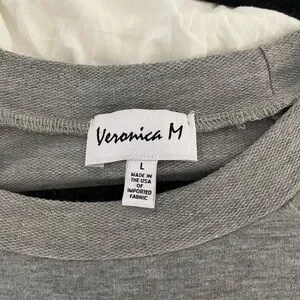 Veronica M
L
MADE IN
THE USA
OF
IMPORTED
FABRIC